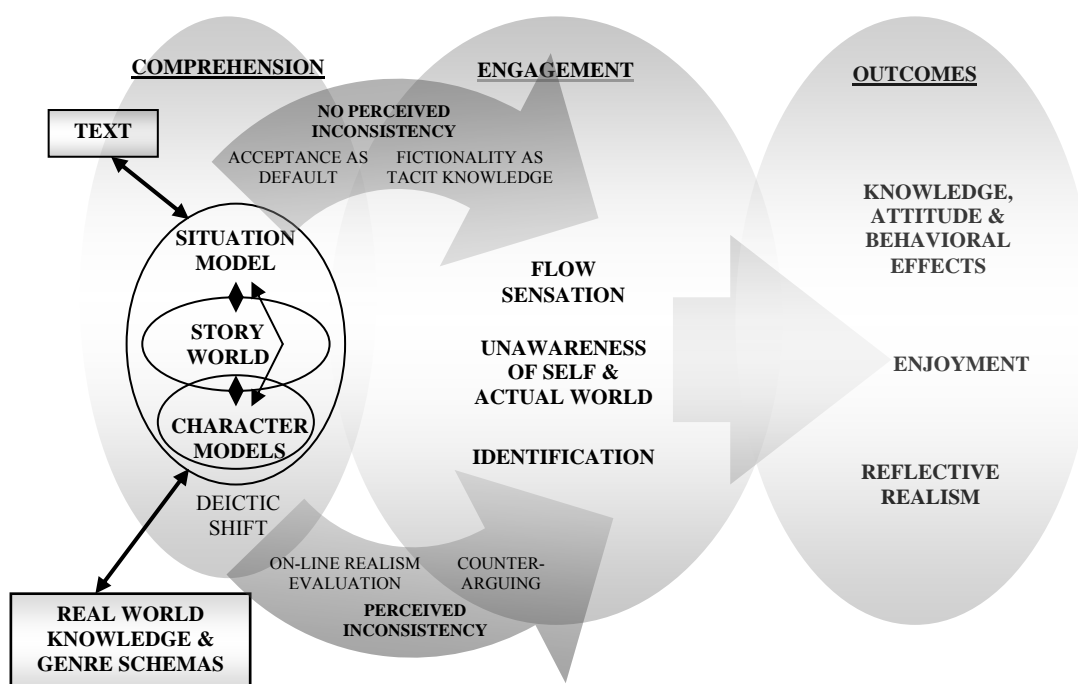 COMPREHENSION
ENGAGEMENT
OUTCOMES
TEXT
NO PERCEIVED
INCONSISTENCY
ACCEPTANCE AS
DEFAULT
FICTIONALITY AS
TACIT KNOWLEDGE
SITUATION
MODEL
STORY
WORLD
CHARACTER
MODELS
DEICTIC
SHIFT
FLOW
SENSATION
UNAWARENESS
OF SELF &
ACTUAL WORLD
IDENTIFICATION
KNOWLEDGE,
ATTITUDE &
BEHAVIORAL
EFFECTS
ENJOYMENT
REFLECTIVE
REALISM
ON-LINE REALISM
EVALUATION
COUNTER-
ARGUING
PERCEIVED
INCONSISTENCY
REAL WORLD
KNOWLEDGE &
GENRE SCHEMAS